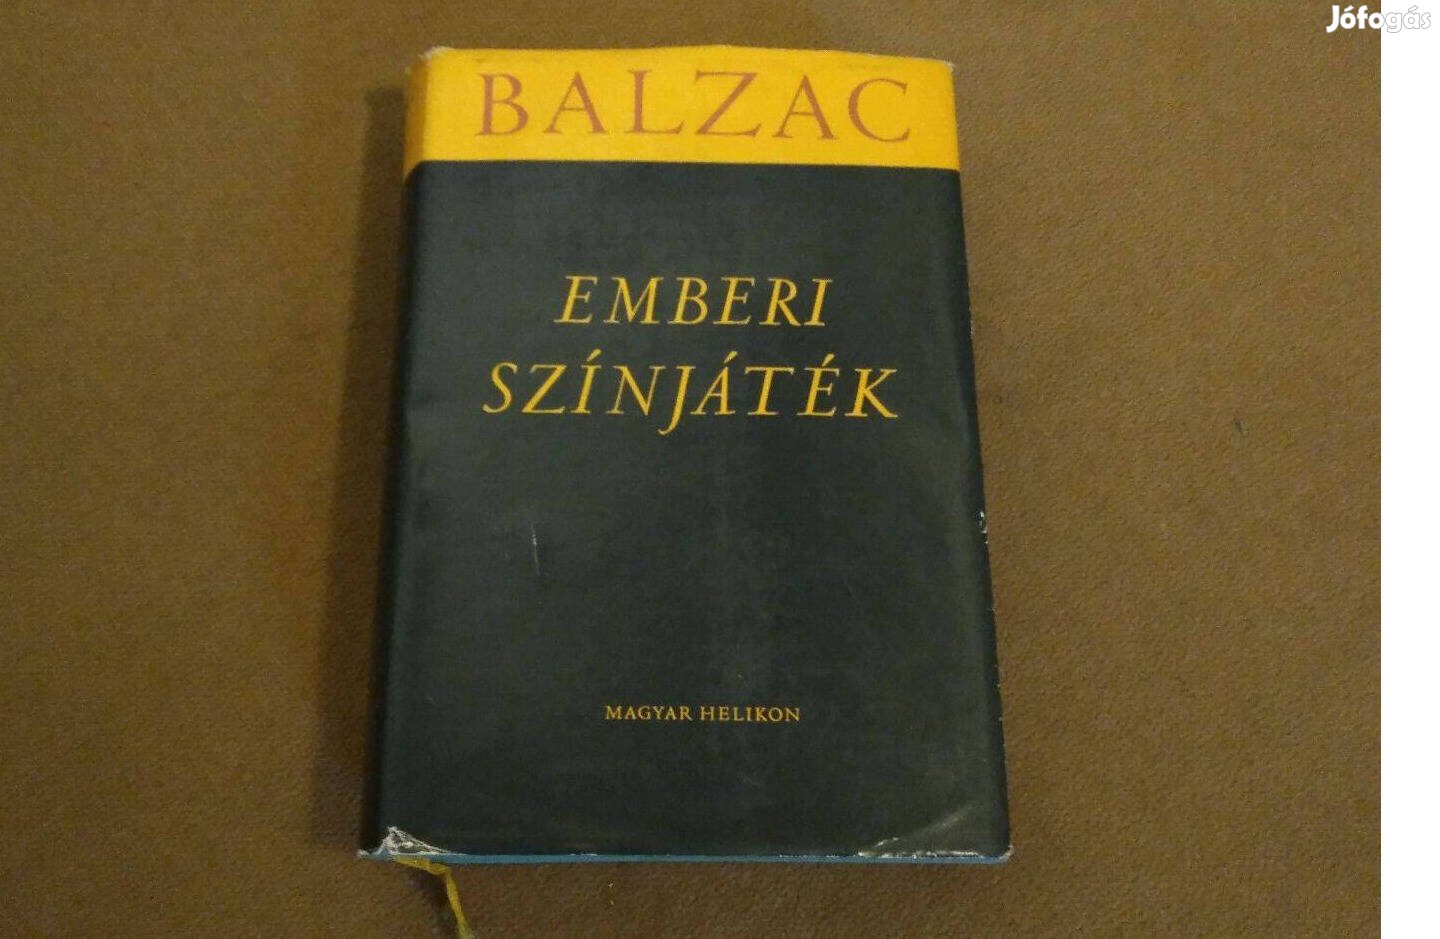 Jófogás
BALZAC
EMBERI
SZÍNJÁTÉK
MAGYAR HELIKON